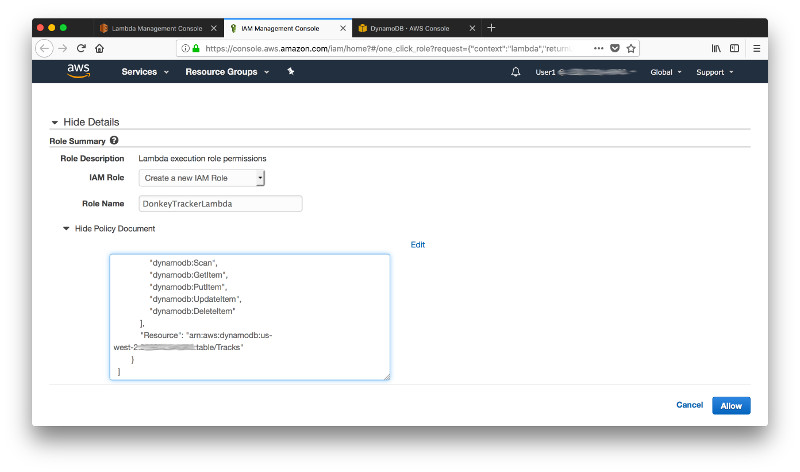 Lambda Management Console
IAM Management Console
DynamoDB · AWS Console
https://console.aws.amazon.com/iam/home?#/one_click_role?request={"context":"lambda","return
aws
Services
Resource Groups
User1 @
Global
Support
Hide Details
Role Summary ?
Role Description Lambda execution role permissions
IAM Role Create a new IAM Role
Role Name DonkeyTrackerLambda
Hide Policy Document
Edit
"dynamodb:Scan",
"dynamodb:GetItem",
"dynamodb:PutItem",
"dynamodb:UpdateItem",
"dynamodb:DeleteItem"
],
"Resource": "arn:aws:dynamodb:us-
west-2: :table/Tracks"
}
]
Cancel Allow